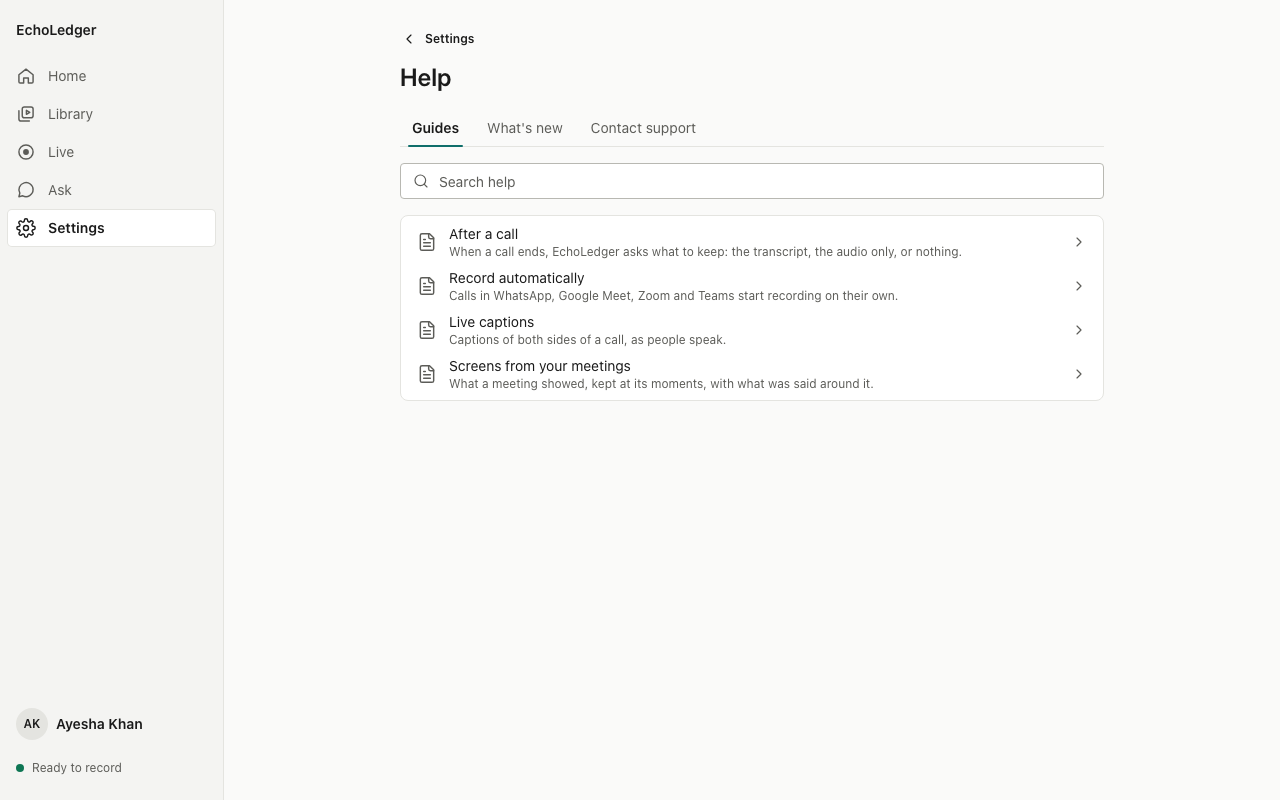 EchoLedger
Home
Library
Live
Ask
Settings
AK
Ayesha Khan
Ready to record
Settings
Help
Guides
What's new
Contact support
Search help
After a call
When a call ends, EchoLedger asks what to keep: the transcript, the audio only, or nothing.
Record automatically
Calls in WhatsApp, Google Meet, Zoom and Teams start recording on their own.
Live captions
Captions of both sides of a call, as people speak.
Screens from your meetings
What a meeting showed, kept at its moments, with what was said around it.